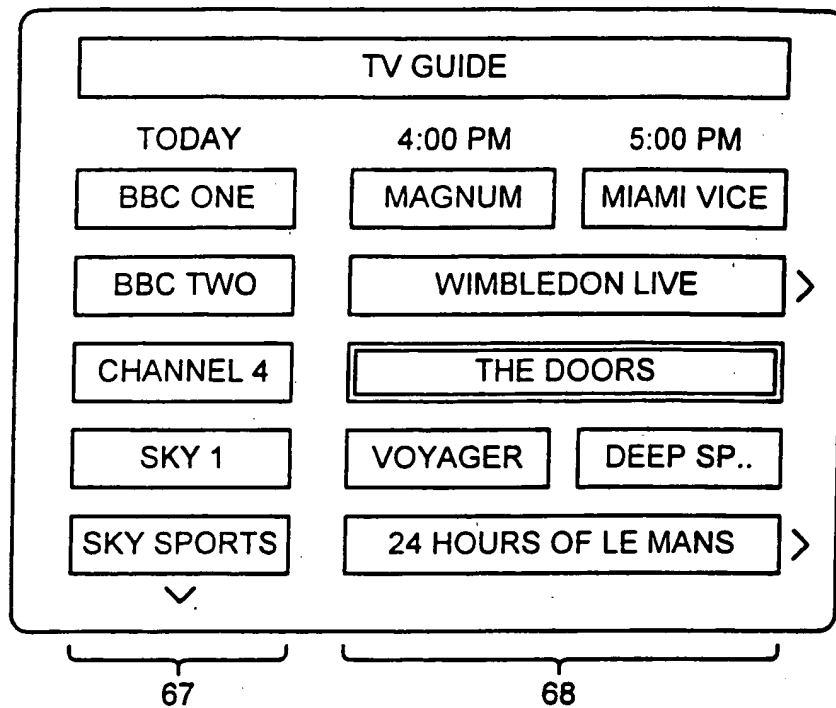 TV GUIDE
TODAY 4:00 PM 5:00 PM
BBC ONE MAGNUM MIAMI VICE
BBC TWO WIMBLEDON LIVE >
CHANNEL 4 THE DOORS
SKY 1 VOYAGER DEEP SP..
SKY SPORTS 24 HOURS OF LE MANS >
67 68